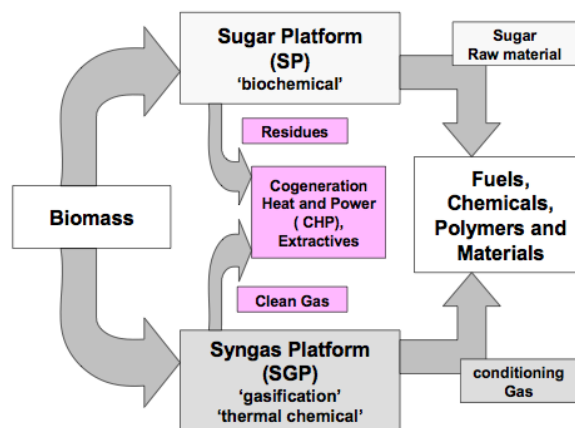 Sugar Platform
(SP)
‘biochemical’
Sugar
Raw material
Residues
Cogeneration
Heat and Power
( CHP),
Extractives
Biomass
Fuels,
Chemicals,
Polymers and
Materials
Clean Gas
Syngas Platform
(SGP)
‘gasification’
‘thermal chemical’
conditioning
Gas